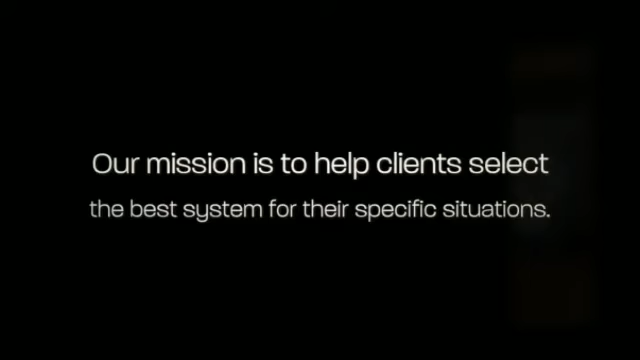 Our mission is to help clients select
the best system for their specific situations.